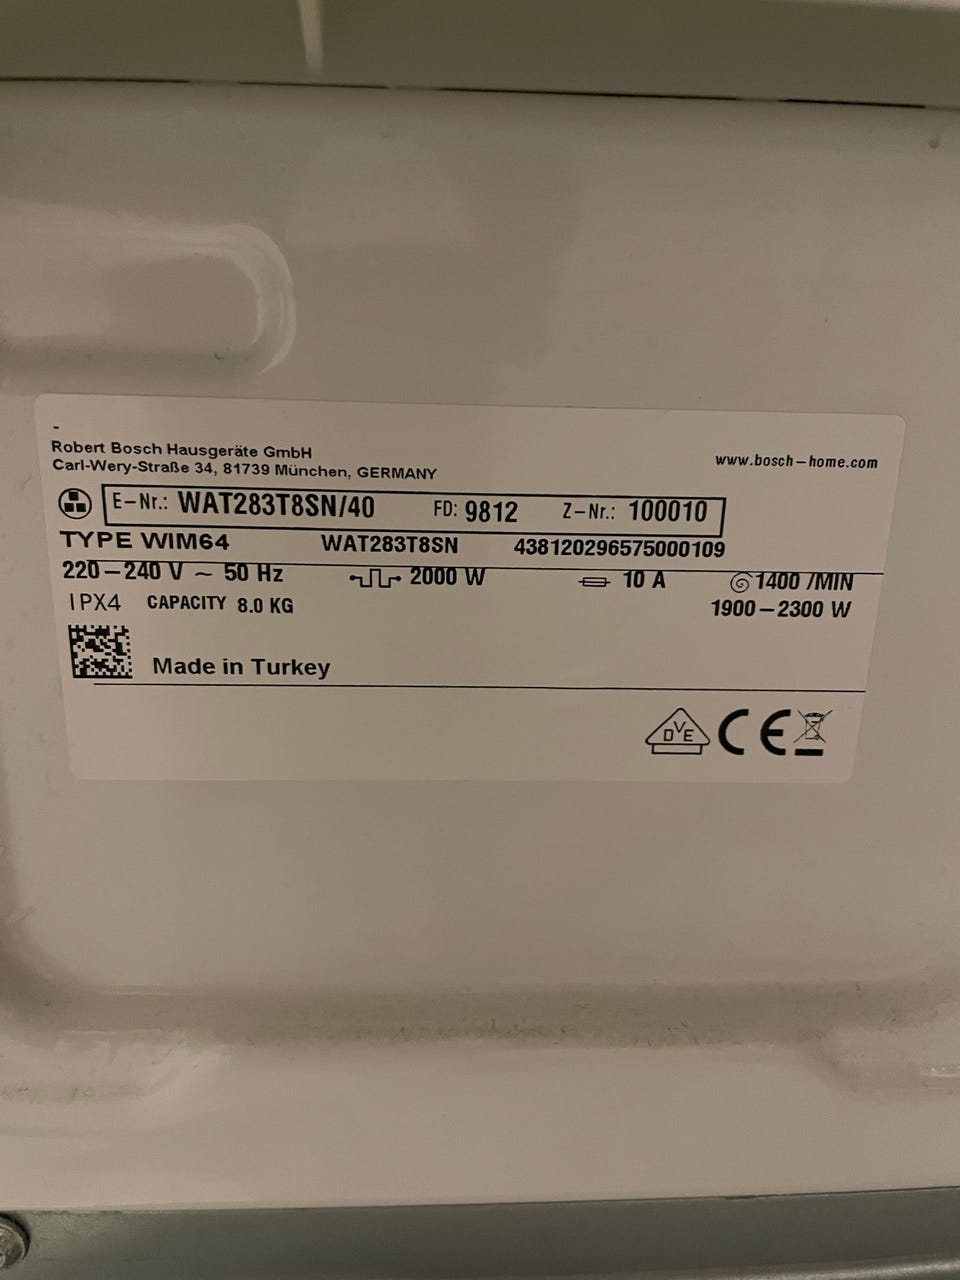 -
Robert Bosch Hausgeräte GmbH
Carl-Wery-Straße 34, 81739 München, GERMANY
www.bosch-home.com
E-Nr.: WAT283T8SN/40 FD: 9812 Z-Nr.: 100010
TYPE WIM64 WAT283T8SN 438120296575000109
220-240 V ~ 50 Hz 2000 W 10 A 1400 /MIN
IPX4 CAPACITY 8.0 KG 1900-2300 W
Made in Turkey
DVE CE